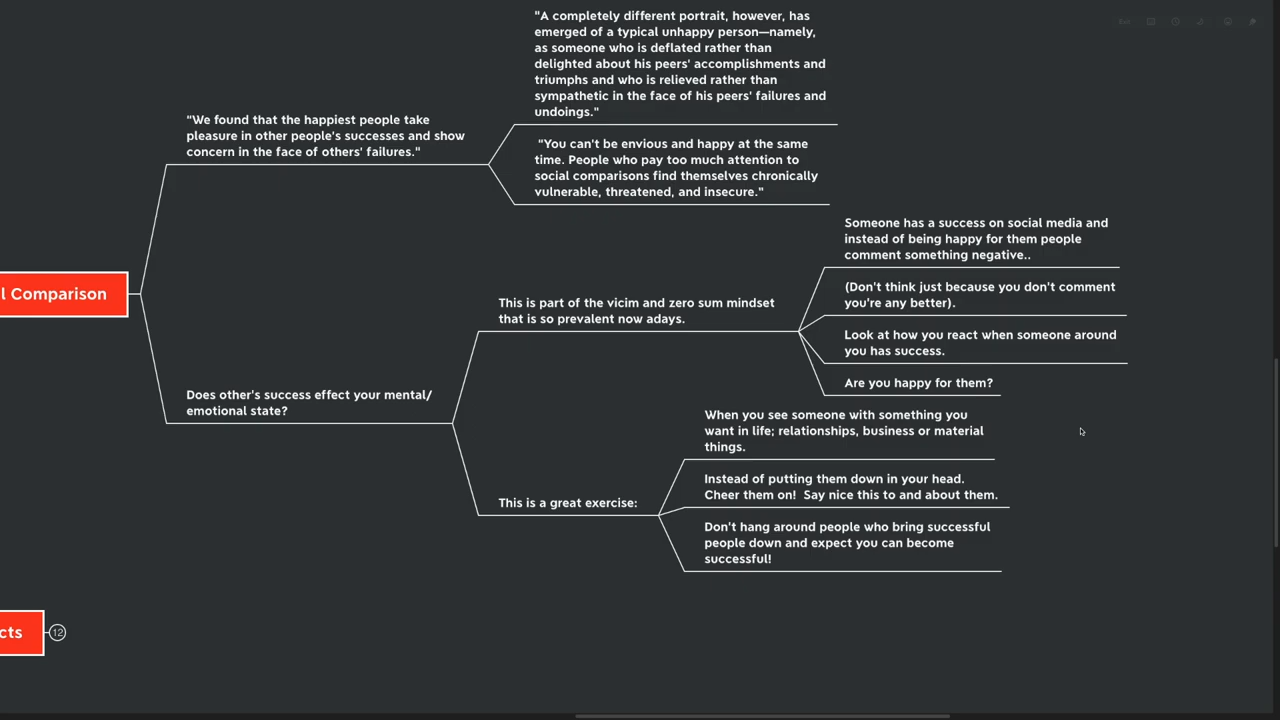 "A completely different portrait, however, has
emerged of a typical unhappy person—namely,
as someone who is deflated rather than
delighted about his peers' accomplishments and
triumphs and who is relieved rather than
sympathetic in the face of his peers' failures and
undoings."
"We found that the happiest people take
pleasure in other people's successes and show
concern in the face of others' failures."
"You can't be envious and happy at the same
time. People who pay too much attention to
social comparisons find themselves chronically
vulnerable, threatened, and insecure."
l Comparison
Someone has a success on social media and
instead of being happy for them people
comment something negative..
(Don't think just because you don't comment
you're any better).
This is part of the vicim and zero sum mindset
that is so prevalent now adays.
Look at how you react when someone around
you has success.
Are you happy for them?
Does other's success effect your mental/
emotional state?
When you see someone with something you
want in life; relationships, business or material
things.
This is a great exercise:
Instead of putting them down in your head.
Cheer them on!  Say nice this to and about them.
Don't hang around people who bring successful
people down and expect you can become
successful!
cts
12